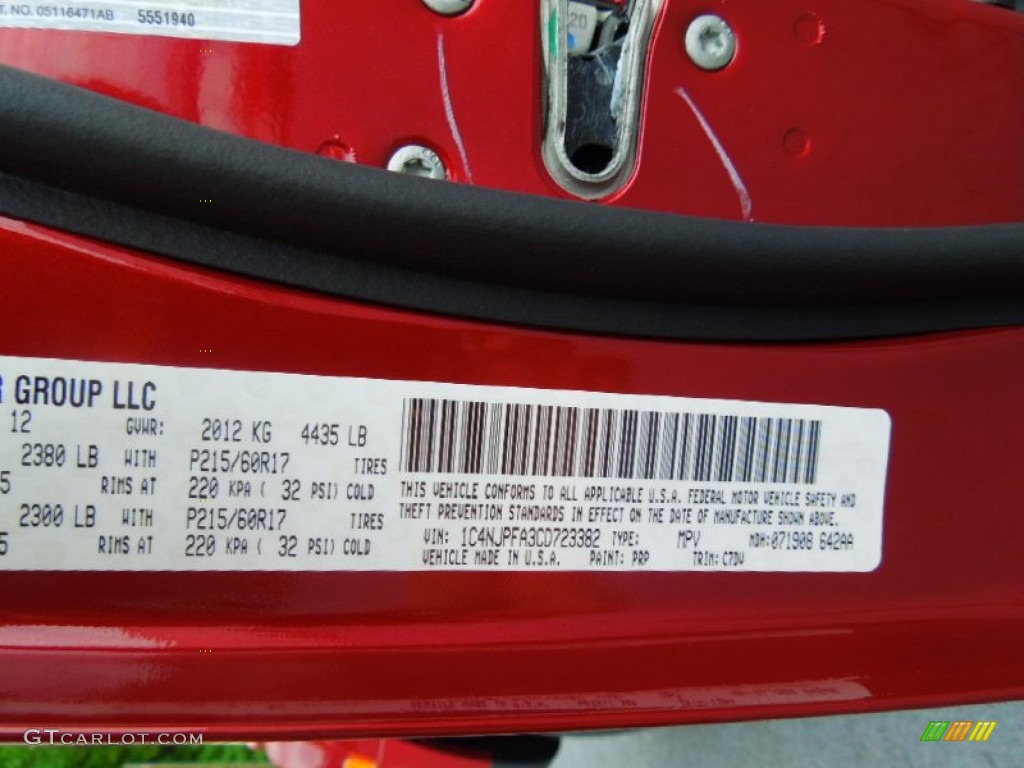 T. NO. 05116471AB 5551940
20
R GROUP LLC
12 GVWR: 2012 KG 4435 LB
2380 LB WITH P215/60R17 TIRES
5 RIMS AT 220 KPA ( 32 PSI) COLD
2300 LB WITH P215/60R17 TIRES
5 RIMS AT 220 KPA ( 32 PSI) COLD
THIS VEHICLE CONFORMS TO ALL APPLICABLE U.S.A. FEDERAL MOTOR VEHICLE SAFETY AND
THEFT PREVENTION STANDARDS IN EFFECT ON THE DATE OF MANUFACTURE SHOWN ABOVE.
VIN: 1C4NJPFA3CD723382 TYPE: MPV MDH:071908 642AA
VEHICLE MADE IN U.S.A. PAINT: PRP TRIM: C7DV
GTCARLOT.COM